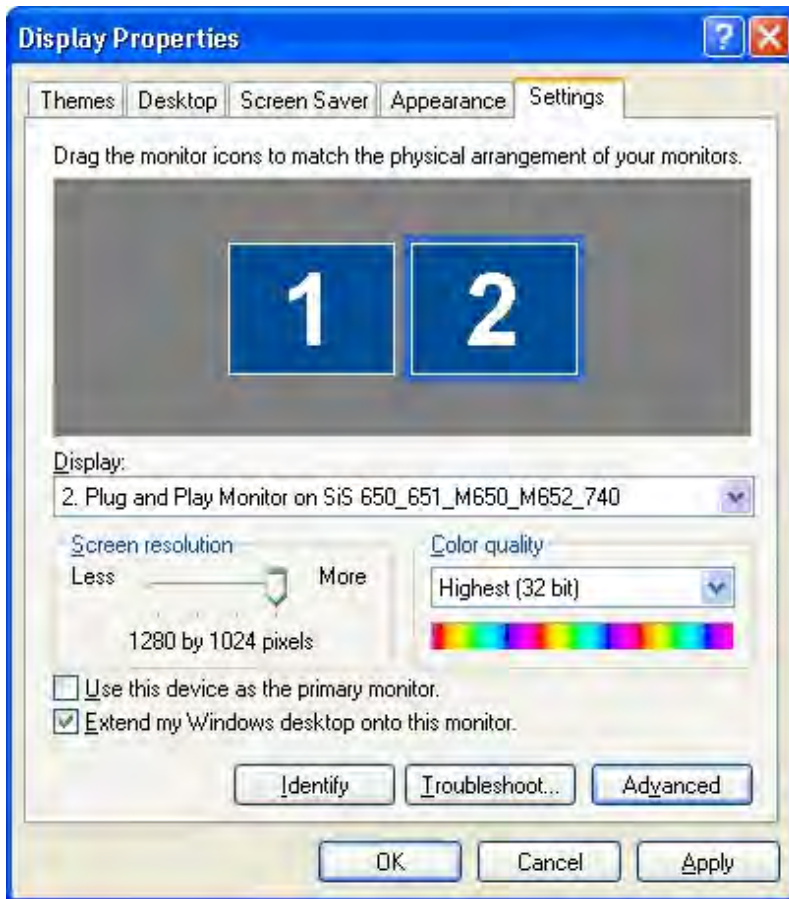 Display Properties
Themes Desktop Screen Saver Appearance Settings
Drag the monitor icons to match the physical arrangement of your monitors.
1 2
Display:
2. Plug and Play Monitor on SiS 650_651_M650_M652_740
Screen resolution
Less More
1280 by 1024 pixels
Color quality
Highest (32 bit)
Use this device as the primary monitor.
Extend my Windows desktop onto this monitor.
Identify Troubleshoot... Advanced
OK Cancel Apply